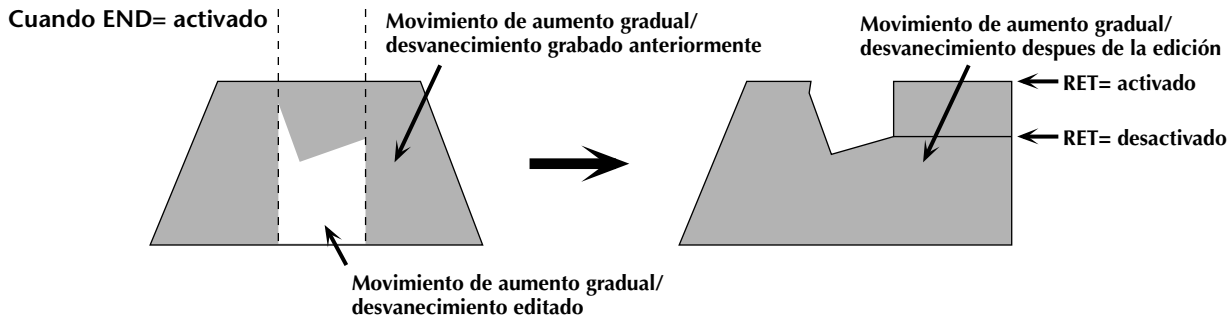 Cuando END= activado
Movimiento de aumento gradual/
desvanecimiento grabado anteriormente
Movimiento de aumento gradual/
desvanecimiento despues de la edición
RET= activado
RET= desactivado
Movimiento de aumento gradual/
desvanecimiento editado